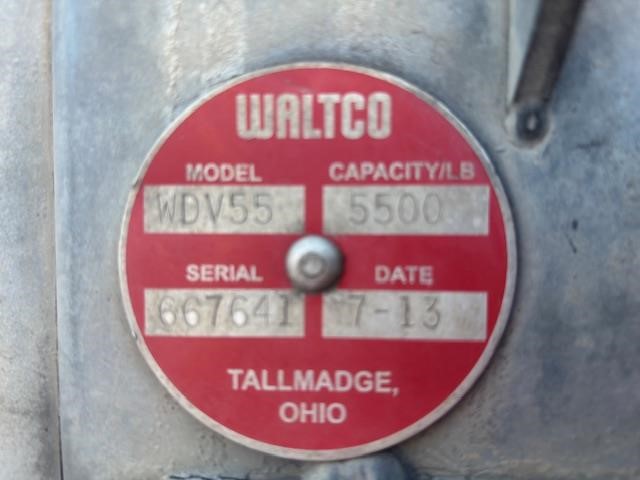 WALTCO
MODEL CAPACITY/LB
WDV55 5500
SERIAL DATE
667641 7-13
TALLMADGE,
OHIO